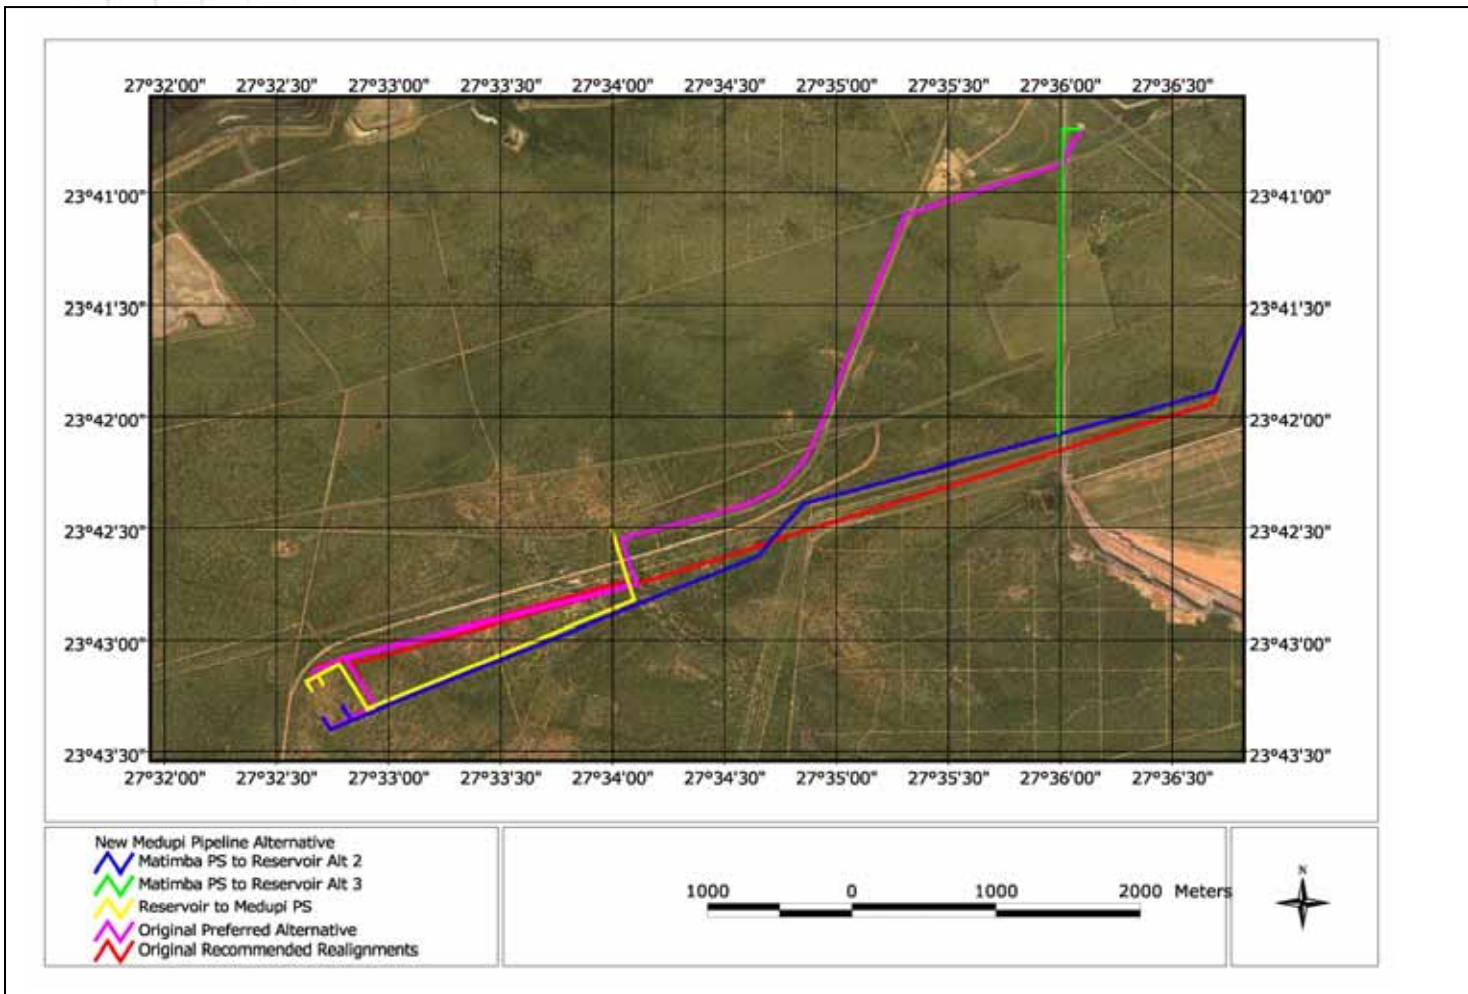 27°32'00" 27°32'30" 27°33'00" 27°33'30" 27°34'00" 27°34'30" 27°35'00" 27°35'30" 27°36'00" 27°36'30"
23°41'00" 23°41'00"
23°41'30" 23°41'30"
23°42'00" 23°42'00"
23°42'30" 23°42'30"
23°43'00" 23°43'00"
23°43'30" 23°43'30"
27°32'00" 27°32'30" 27°33'00" 27°33'30" 27°34'00" 27°34'30" 27°35'00" 27°35'30" 27°36'00" 27°36'30"
New Medupi Pipeline Alternative
Matimba PS to Reservoir Alt 2
Matimba PS to Reservoir Alt 3
Reservoir to Medupi PS
Original Preferred Alternative
Original Recommended Realignments
1000 0 1000 2000 Meters
N